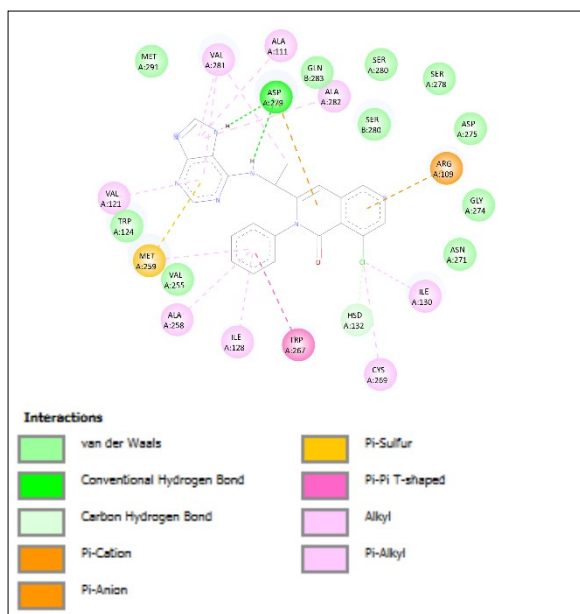 MET
A:291
VAL
A:281
ALA
A:111
GLN
B:283
SER
A:280
SER
A:278
ASP
A:279
ALA
A:282
SER
B:280
ASP
A:275
ARG
A:109
GLY
A:274
ASN
A:271
ILE
A:130
HSD
A:132
CYS
A:269
TRP
A:267
ILE
A:128
ALA
A:258
VAL
A:255
MET
A:259
TRP
A:124
VAL
A:121
H
N
H
N
N
N
N
N
N
N
O
Cl
Interactions
van der Waals
Conventional Hydrogen Bond
Carbon Hydrogen Bond
Pi-Cation
Pi-Anion
Pi-Sulfur
Pi-Pi T-shaped
Alkyl
Pi-Alkyl